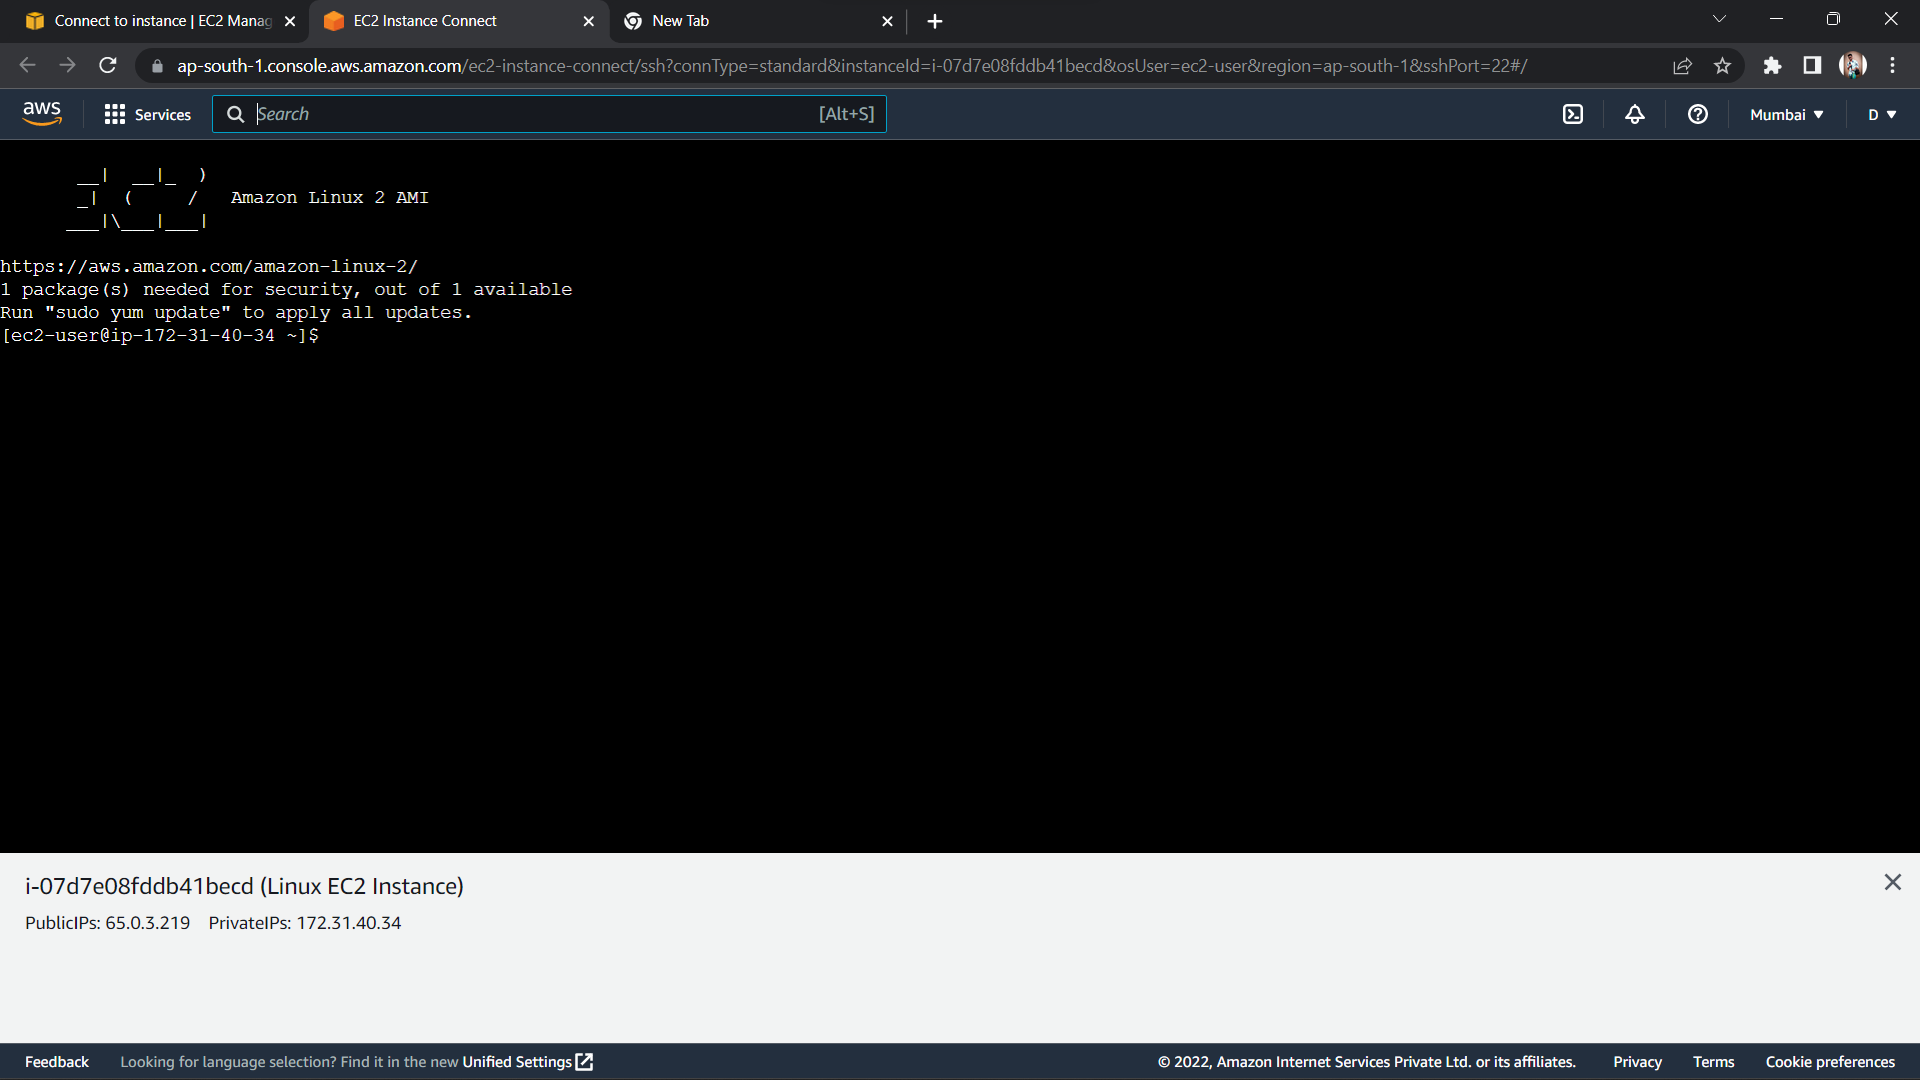 Connect to instance | EC2 Manag
EC2 Instance Connect
New Tab
ap-south-1.console.aws.amazon.com/ec2-instance-connect/ssh?connType=standard&instanceId=i-07d7e08fddb41becd&osUser=ec2-user&region=ap-south-1&sshPort=22#/
aws
Services
Search
[Alt+S]
Mumbai ▼
D ▼
       __|  __|_  )
       _|  (     /   Amazon Linux 2 AMI
      ___|\___|___|
https://aws.amazon.com/amazon-linux-2/
1 package(s) needed for security, out of 1 available
Run "sudo yum update" to apply all updates.
[ec2-user@ip-172-31-40-34 ~]$
i-07d7e08fddb41becd (Linux EC2 Instance)
PublicIPs: 65.0.3.219 PrivateIPs: 172.31.40.34
Feedback
Looking for language selection? Find it in the new Unified Settings
© 2022, Amazon Internet Services Private Ltd. or its affiliates.
Privacy
Terms
Cookie preferences